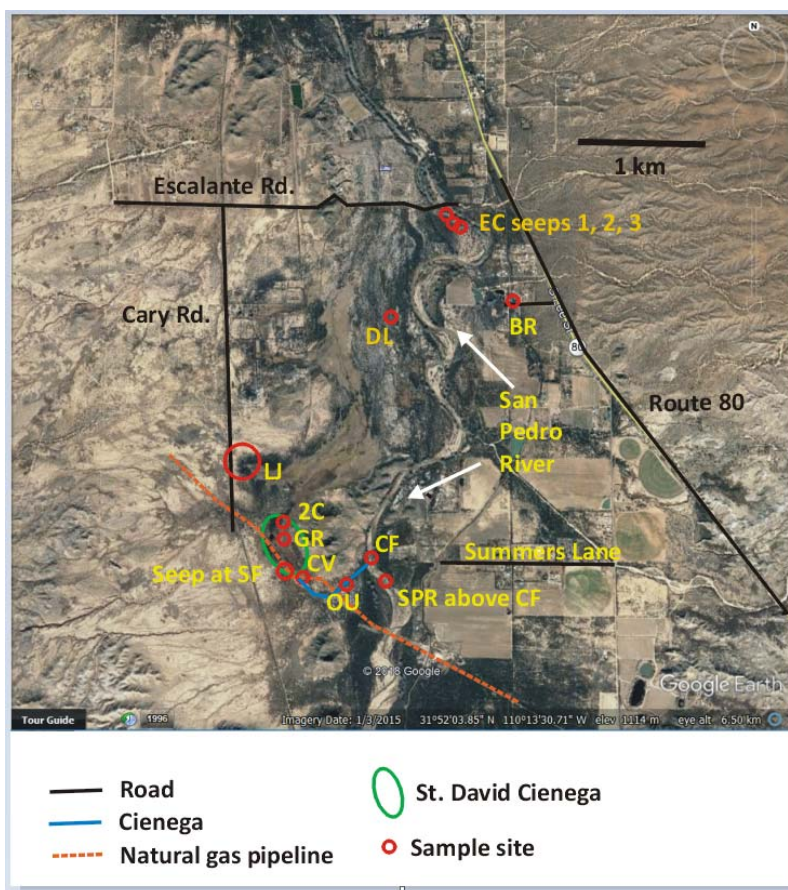 N
1 km
Escalante Rd.
EC seeps 1, 2, 3
Cary Rd.
DL
BR
80
San
Pedro
River
Route 80
LJ
2C
GR
CF
Seep at SF
CV
Summers Lane
OU
SPR above CF
© 2018 Google
Google Earth
Tour Guide
1996
Imagery Date: 1/3/2015 31°52'03.85" N 110°13'30.71" W elev 1114 m eye alt 6.50 km
Road
St. David Cienega
Cienega
Natural gas pipeline
Sample site